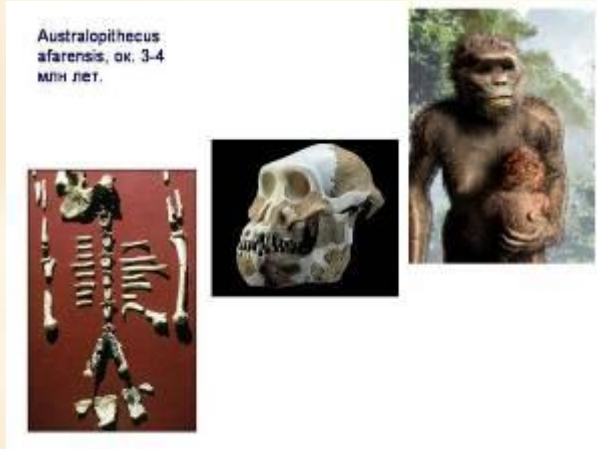 Australopithecus
afarensis, ок. 3-4
млн лет.